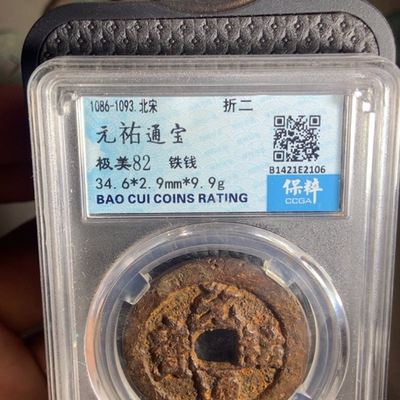 1086-1093.北宋 折二
元祐通宝
极美82 铁钱
34.6*2.9mm*9.9g
BAO CUI COINS RATING
B1421E2106
保粹
CCGA